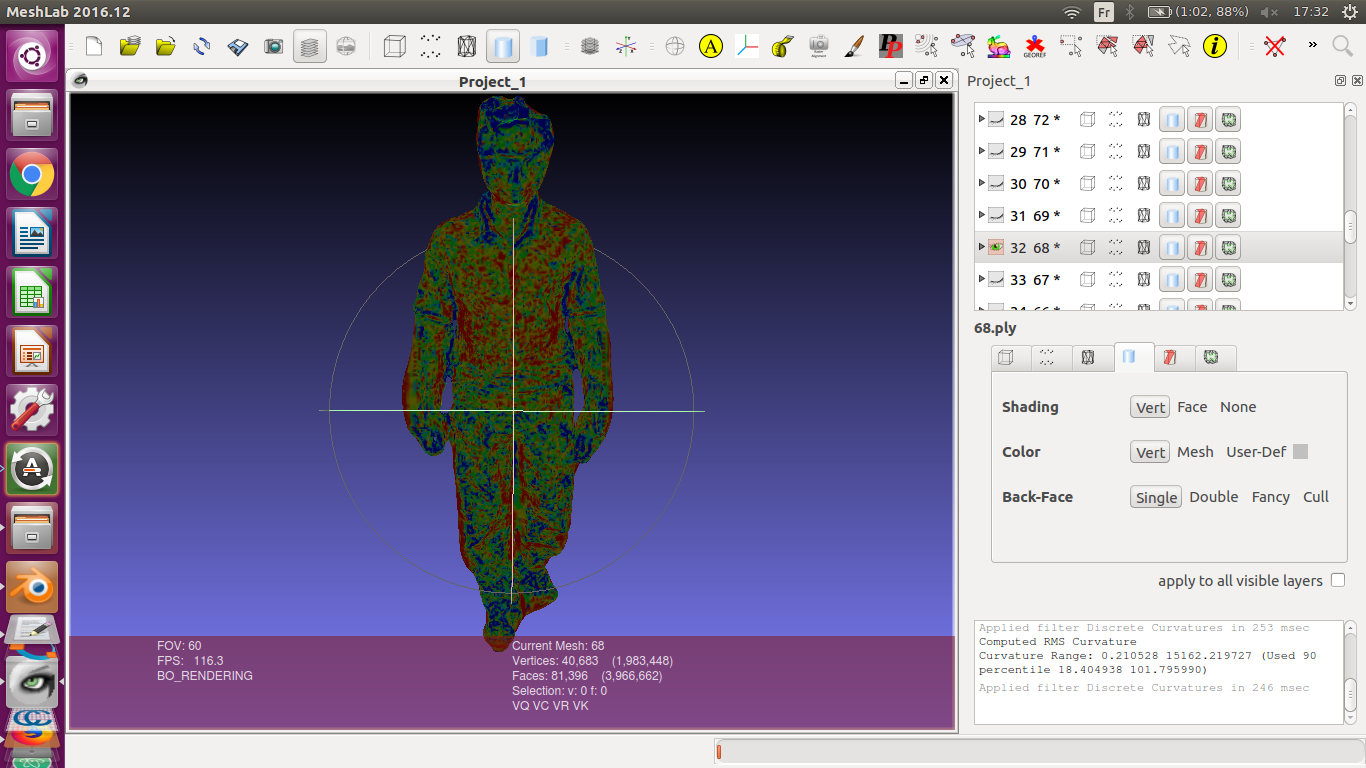 MeshLab 2016.12
Fr
(1:02, 88%)
17:32
A
PP
GEOREF
i
»
Project_1
Project_1
28 72 *
29 71 *
30 70 *
31 69 *
32 68 *
33 67 *
68.ply
Shading Vert Face None
Color Vert Mesh User-Def
Back-Face Single Double Fancy Cull
apply to all visible layers
FOV: 60
FPS: 116.3
BO_RENDERING
Current Mesh: 68
Vertices: 40,683 (1,983,448)
Faces: 81,396 (3,966,662)
Selection: v: 0 f: 0
VQ VC VR VK
Applied filter Discrete Curvatures in 253 msec
Computed RMS Curvature
Curvature Range: 0.210528 15162.219727 (Used 90
percentile 18.404938 101.795990)
Applied filter Discrete Curvatures in 246 msec